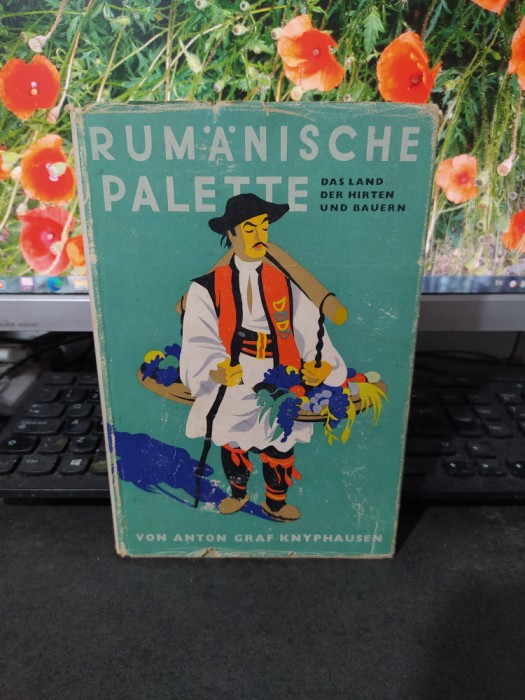 RUMÄNISCHE
PALETTE
DAS LAND
DER HIRTEN
UND BAUERN
VON ANTON GRAF KNYPHAUSEN